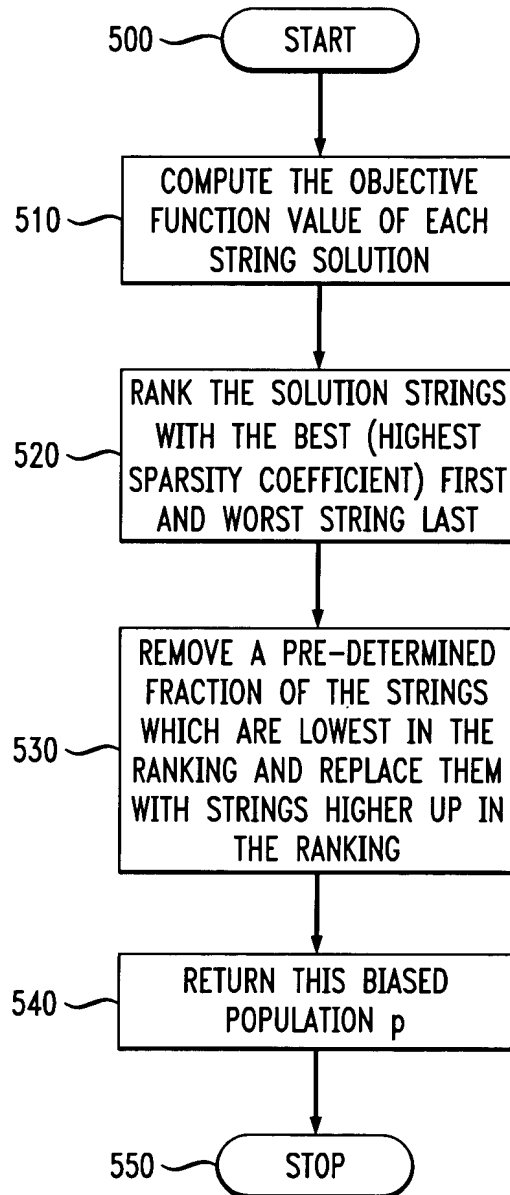 500
START
510
COMPUTE THE OBJECTIVE
FUNCTION VALUE OF EACH
STRING SOLUTION
520
RANK THE SOLUTION STRINGS
WITH THE BEST (HIGHEST
SPARSITY COEFFICIENT) FIRST
AND WORST STRING LAST
530
REMOVE A PRE-DETERMINED
FRACTION OF THE STRINGS
WHICH ARE LOWEST IN THE
RANKING AND REPLACE THEM
WITH STRINGS HIGHER UP IN
THE RANKING
540
RETURN THIS BIASED
POPULATION p
550
STOP